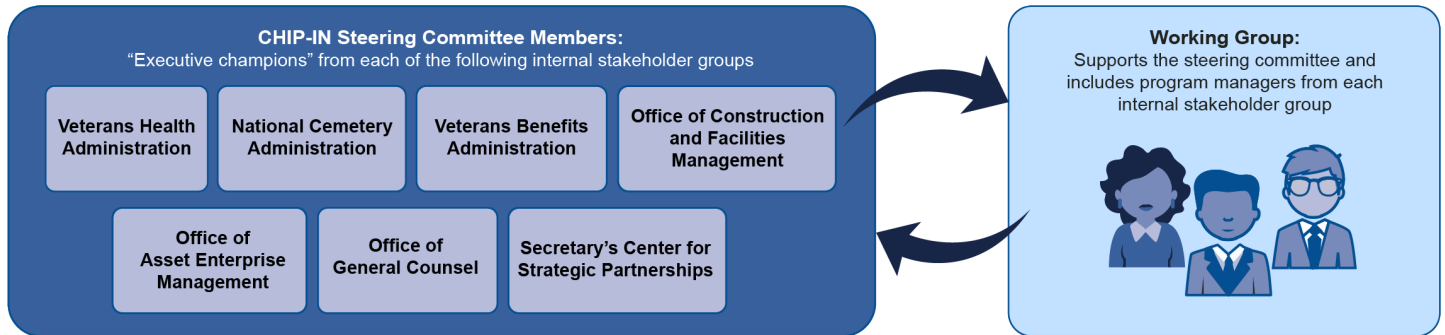 CHIP-IN Steering Committee Members:
“Executive champions” from each of the following internal stakeholder groups
Veterans Health
Administration
National Cemetery
Administration
Veterans Benefits
Administration
Office of Construction
and Facilities
Management
Office of
Asset Enterprise
Management
Office of
General Counsel
Secretary’s Center for
Strategic Partnerships
Working Group:
Supports the steering committee and
includes program managers from each
internal stakeholder group